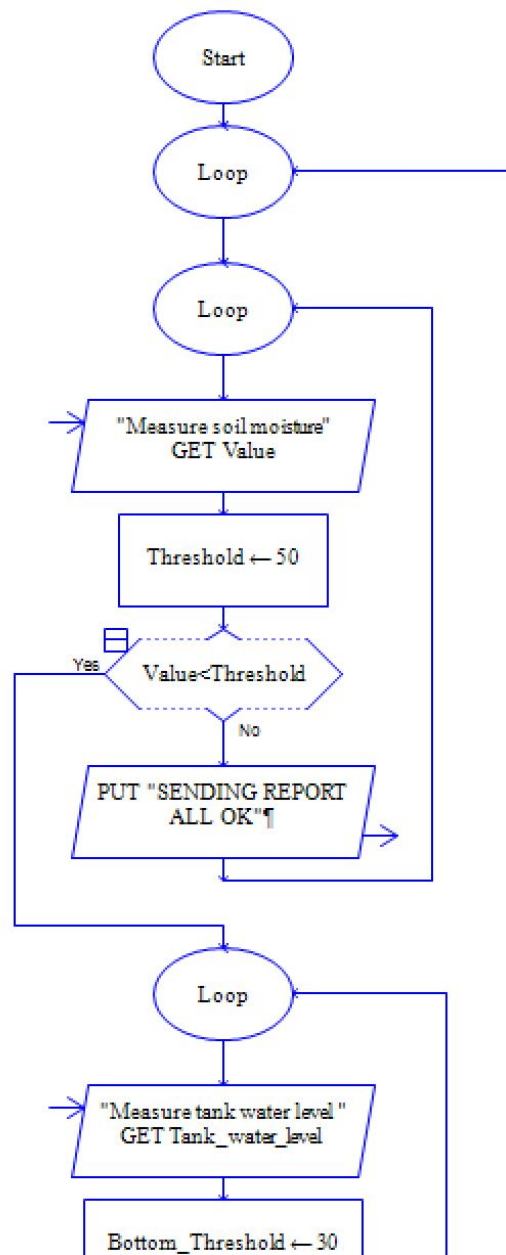 Start
Loop
Loop
"Measure soil moisture"
GET Value
Threshold ← 50
Yes
Value<Threshold
No
PUT "SENDING REPORT
ALL OK"¶
Loop
"Measure tank water level "
GET Tank_water_level
Bottom_Threshold ← 30